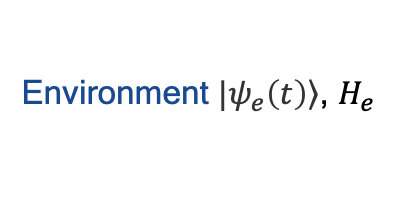 Environment |ψₑ(t)⟩, Hₑ